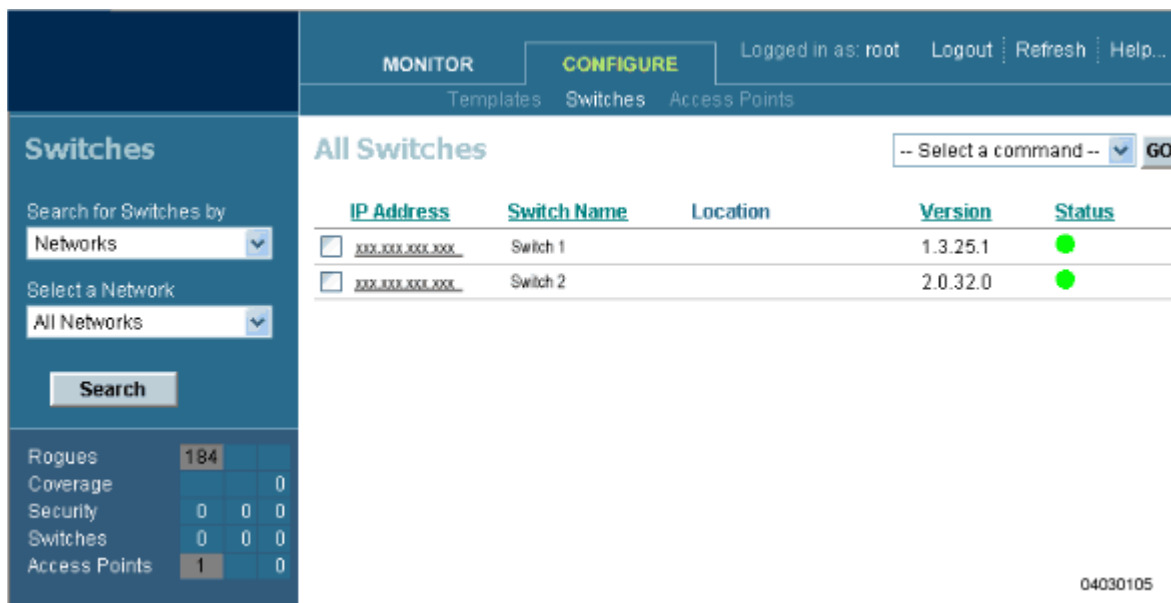 MONITOR CONFIGURE Logged in as: root Logout Refresh Help...
Templates Switches Access Points
Switches
Search for Switches by
Networks
Select a Network
All Networks
Search
Rogues 184
Coverage 0
Security 0 0 0
Switches 0 0 0
Access Points 1 0
All Switches
-- Select a command -- GO
IP Address Switch Name Location Version Status
xxx.xxx.xxx.xxx Switch 1 1.3.25.1
xxx.xxx.xxx.xxx Switch 2 2.0.32.0
04030105